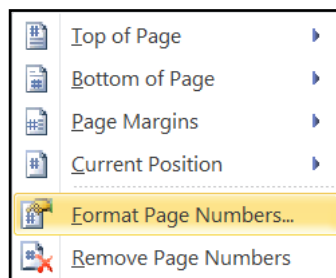 Top of Page
Bottom of Page
Page Margins
Current Position
Format Page Numbers...
Remove Page Numbers